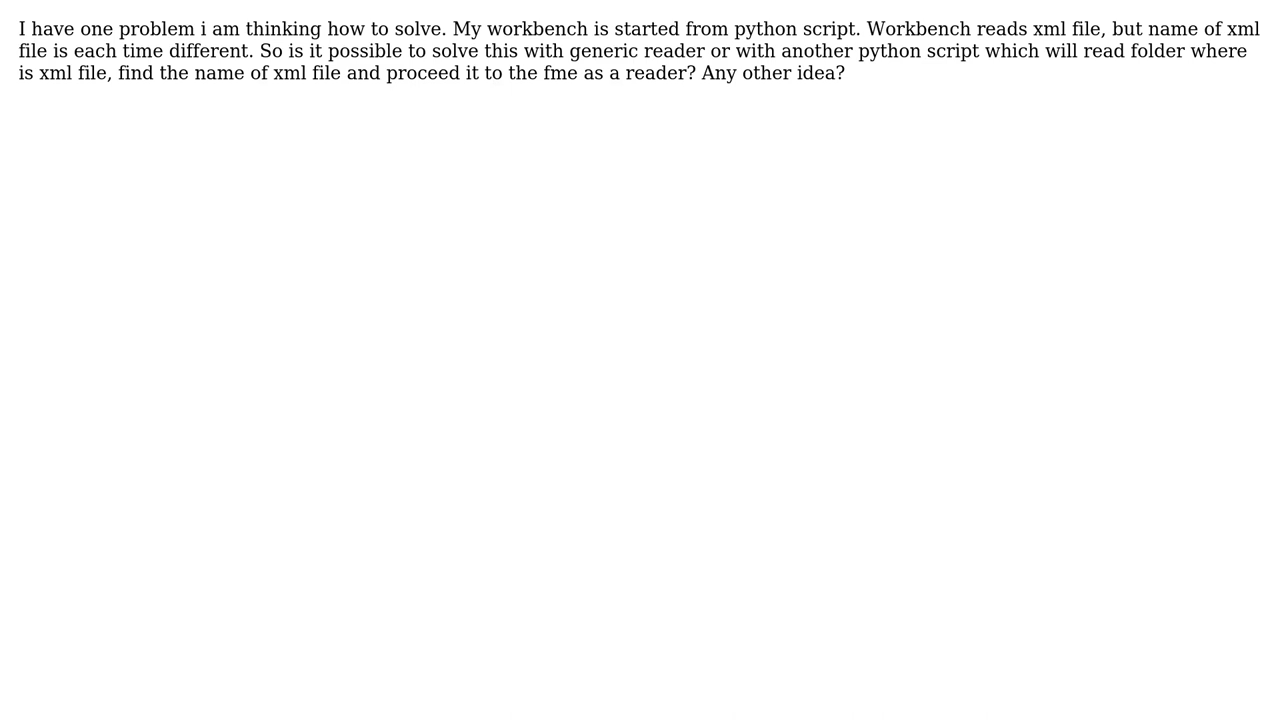 I have one problem i am thinking how to solve. My workbench is started from python script. Workbench reads xml file, but name of xml
file is each time different. So is it possible to solve this with generic reader or with another python script which will read folder where
is xml file, find the name of xml file and proceed it to the fme as a reader? Any other idea?